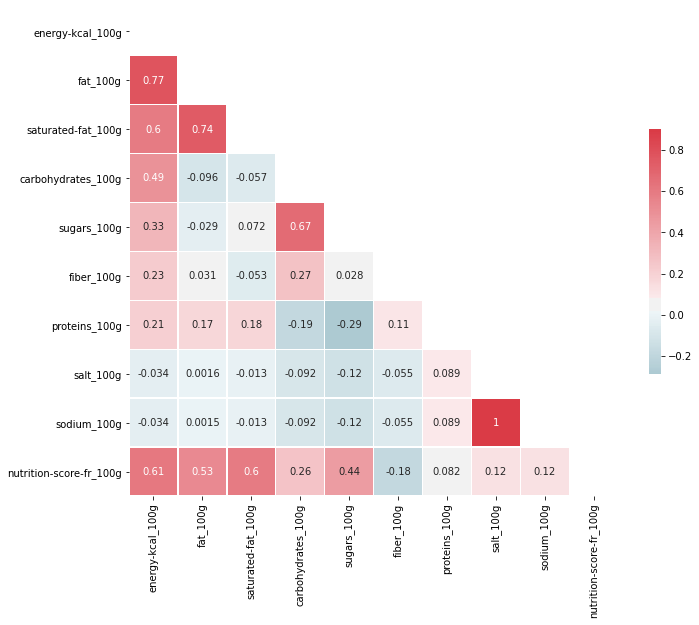 energy-kcal_100g
fat_100g 0.77
saturated-fat_100g 0.6 0.74
carbohydrates_100g 0.49 -0.096 -0.057
sugars_100g 0.33 -0.029 0.072 0.67
fiber_100g 0.23 0.031 -0.053 0.27 0.028
proteins_100g 0.21 0.17 0.18 -0.19 -0.29 0.11
salt_100g -0.034 0.0016 -0.013 -0.092 -0.12 -0.055 0.089
sodium_100g -0.034 0.0015 -0.013 -0.092 -0.12 -0.055 0.089 1
nutrition-score-fr_100g 0.61 0.53 0.6 0.26 0.44 -0.18 0.082 0.12 0.12
energy-kcal_100g
fat_100g
saturated-fat_100g
carbohydrates_100g
sugars_100g
fiber_100g
proteins_100g
salt_100g
sodium_100g
nutrition-score-fr_100g
0.8
0.6
0.4
0.2
0.0
−0.2